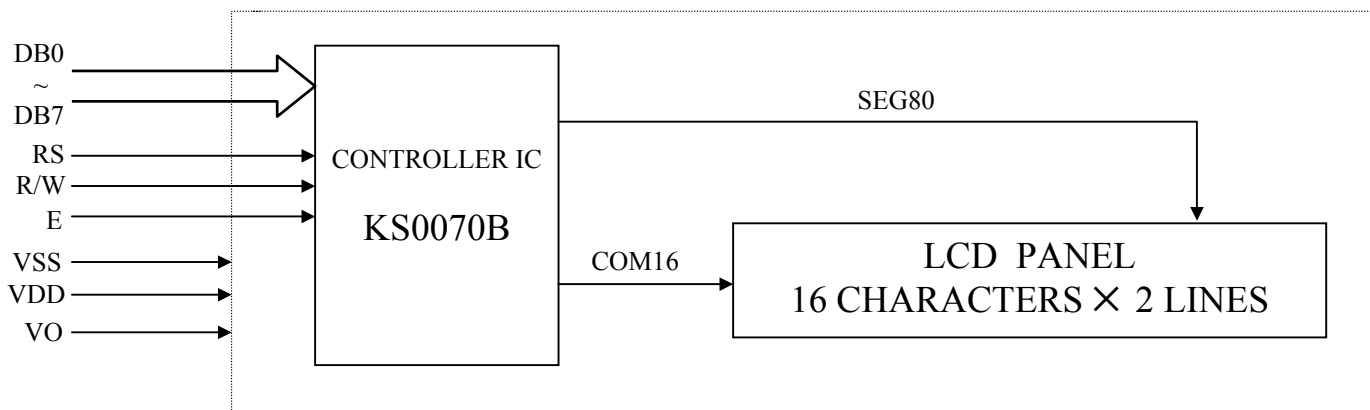 DB0
~
DB7
RS
R/W
E
VSS
VDD
VO
CONTROLLER IC
KS0070B
SEG80
COM16
LCD PANEL
16 CHARACTERS × 2 LINES